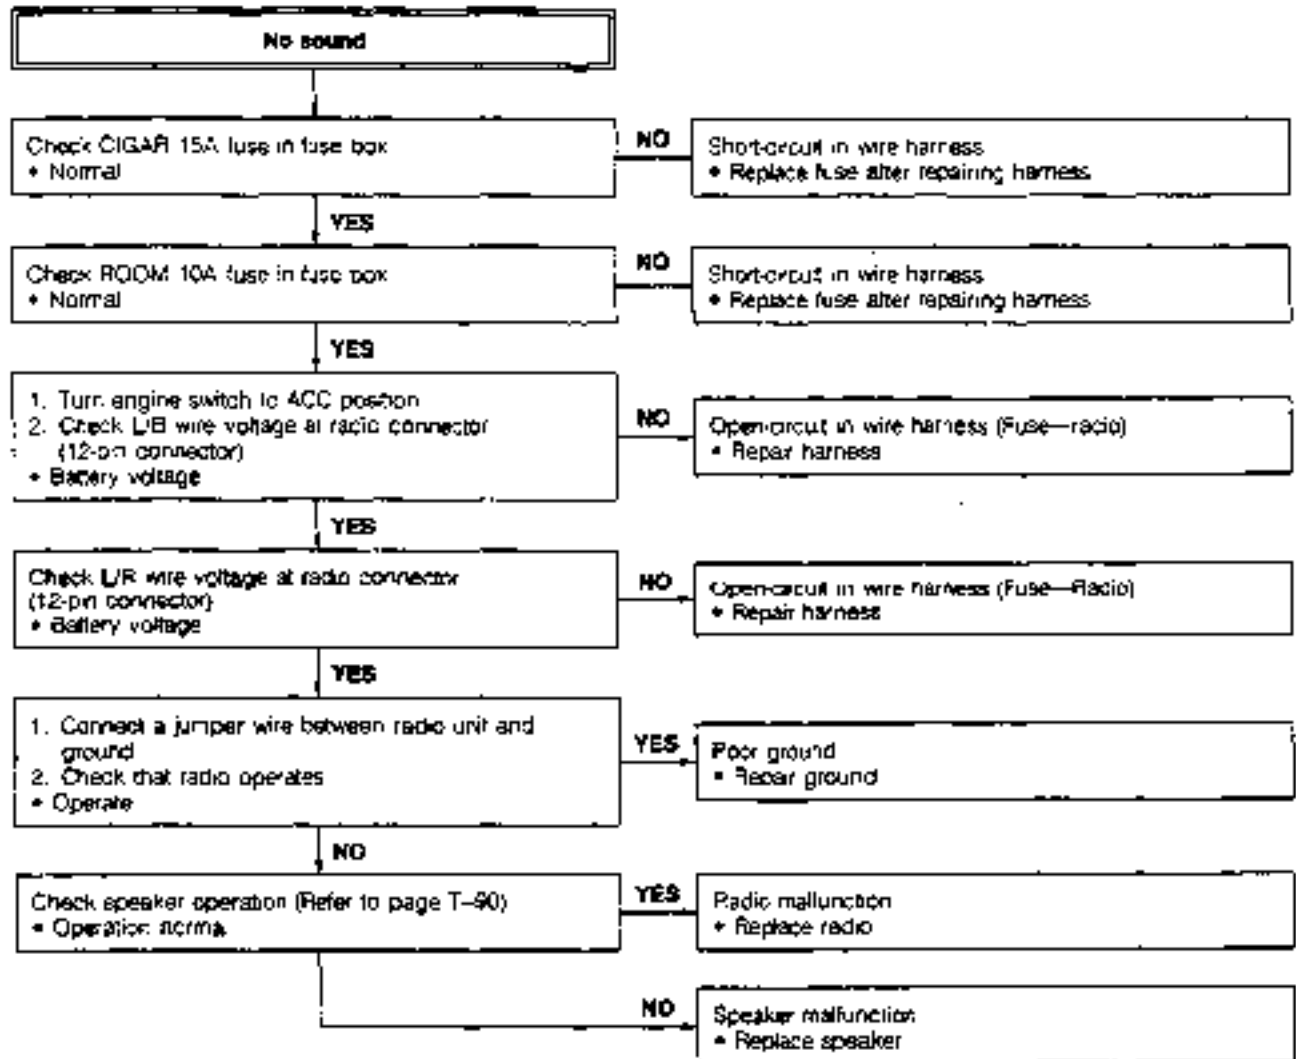 No sound
Check CIGAR 15A fuse in fuse box
• Normal
NO
Short-circuit in wire harness
• Replace fuse after repairing harness
YES
Check ROOM 10A fuse in fuse box
• Normal
NO
Short-circuit in wire harness
• Replace fuse after repairing harness
YES
1. Turn engine switch to ACC position
2. Check L/B wire voltage at radio connector
(12-pin connector)
• Battery voltage
NO
Open-circuit in wire harness (Fuse—radio)
• Repair harness
YES
Check L/R wire voltage at radio connector
(12-pin connector)
• Battery voltage
NO
Open-circuit in wire harness (Fuse—Radio)
• Repair harness
YES
1. Connect a jumper wire between radio unit and
ground
2. Check that radio operates
• Operate
YES
Poor ground
• Repair ground
NO
Check speaker operation (Refer to page T–90)
• Operation normal
YES
Radio malfunction
• Replace radio
NO
Speaker malfunction
• Replace speaker